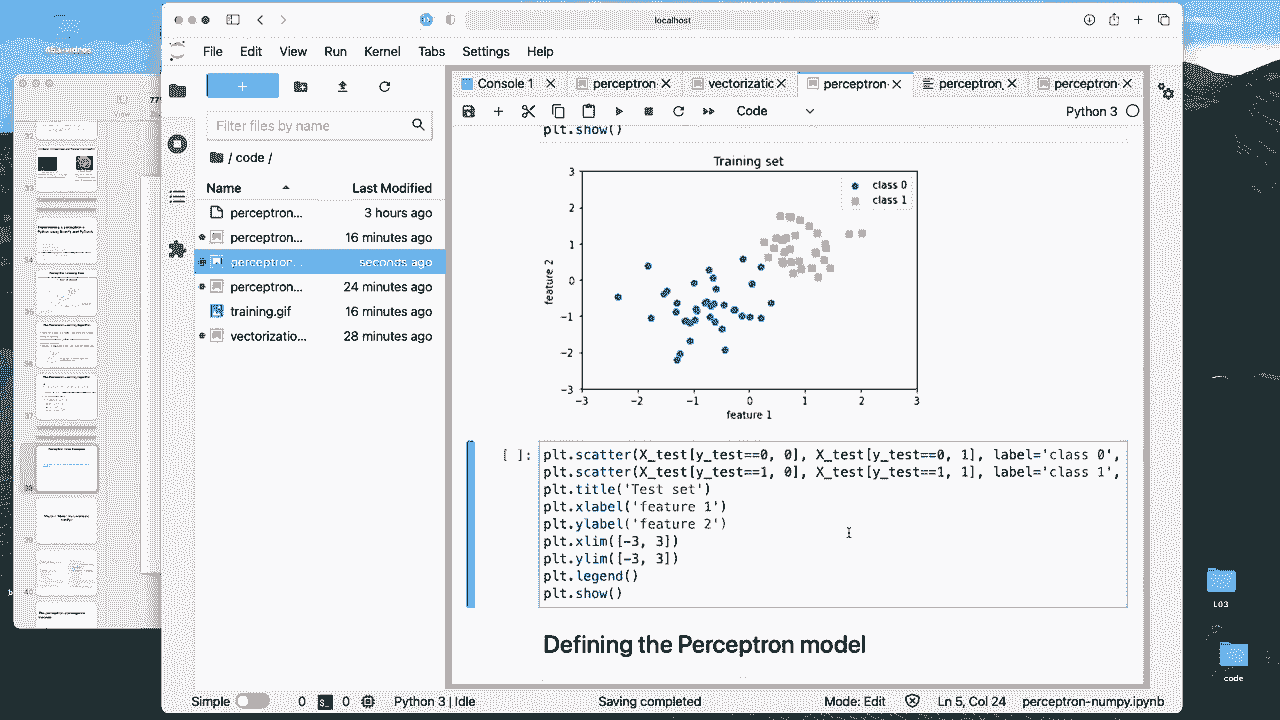 localhost
File Edit View Run Kernel Tabs Settings Help
Console 1 perceptron- vectorizatic perceptron- perceptron_ perceptron-
Code Python 3
Filter files by name
/ code /
Name Last Modified
perceptron... 3 hours ago
perceptron... 16 minutes ago
perceptron... seconds ago
perceptron... 24 minutes ago
training.gif 16 minutes ago
vectorizatio... 28 minutes ago
plt.show()
Training set
class 0
class 1
3
2
1
0
−1
−2
−3
feature 2
−3 −2 −1 0 1 2 3
feature 1
[ ]:
plt.scatter(X_test[y_test==0, 0], X_test[y_test==0, 1], label='class 0',
plt.scatter(X_test[y_test==1, 0], X_test[y_test==1, 1], label='class 1',
plt.title('Test set')
plt.xlabel('feature 1')
plt.ylabel('feature 2')
plt.xlim([-3, 3])
plt.ylim([-3, 3])
plt.legend()
plt.show()
Defining the Perceptron model
Simple 0 0 Python 3 | Idle Saving completed Mode: Edit Ln 5, Col 24 perceptron-numpy.ipynb
L03
code